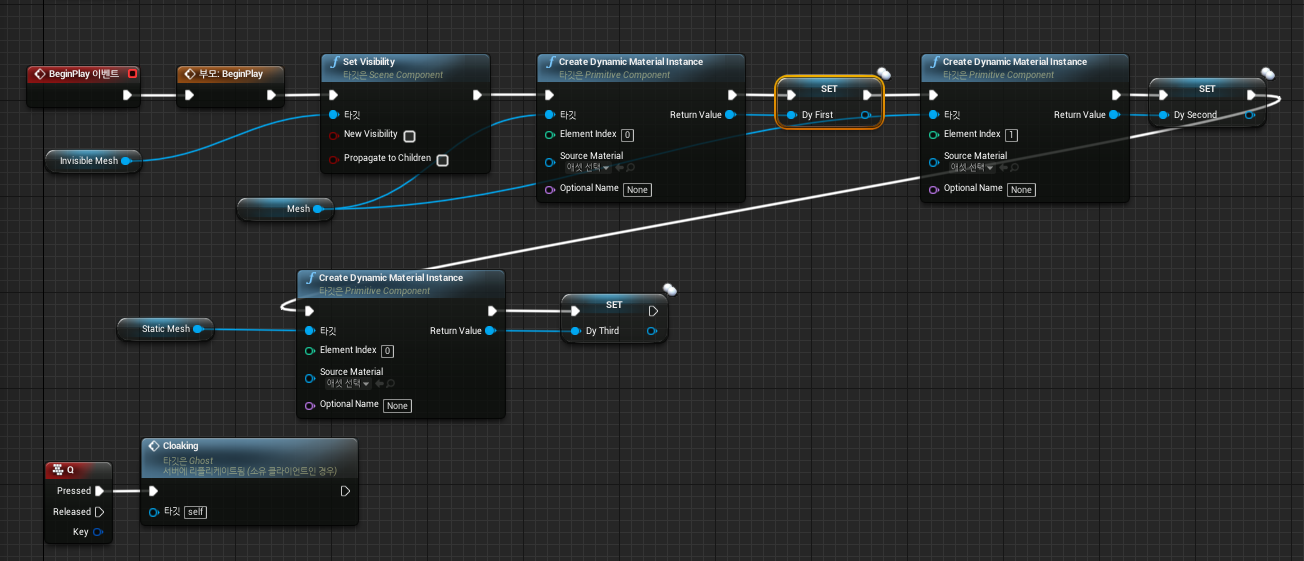 BeginPlay 이벤트
부모: BeginPlay
Set Visibility
타깃은 Scene Component
타깃
New Visibility
Propagate to Children
Invisible Mesh
Mesh
Create Dynamic Material Instance
타깃은 Primitive Component
타깃
Return Value
Element Index 0
Source Material
애셋 선택
Optional Name None
SET
Dy First
Create Dynamic Material Instance
타깃은 Primitive Component
타깃
Return Value
Element Index 1
Source Material
애셋 선택
Optional Name None
SET
Dy Second
Create Dynamic Material Instance
타깃은 Primitive Component
Static Mesh
타깃
Return Value
Element Index 0
Source Material
애셋 선택
Optional Name None
SET
Dy Third
Q
Pressed
Released
Key
Cloaking
타깃은 Ghost
서버에 리플리케이트됨 (소유 클라이언트인 경우)
타깃 self